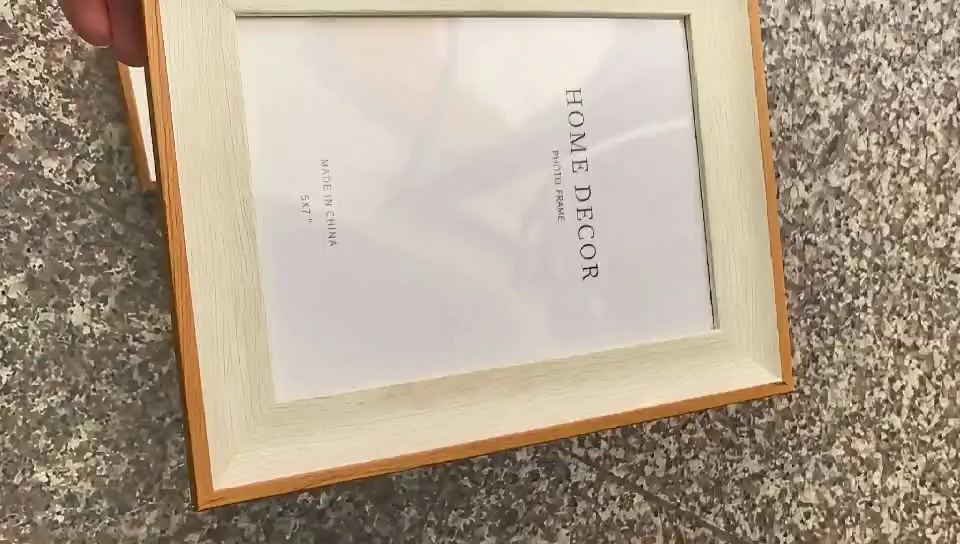 HOME DECOR
PHOTO FRAME
MADE IN CHINA
5X7"